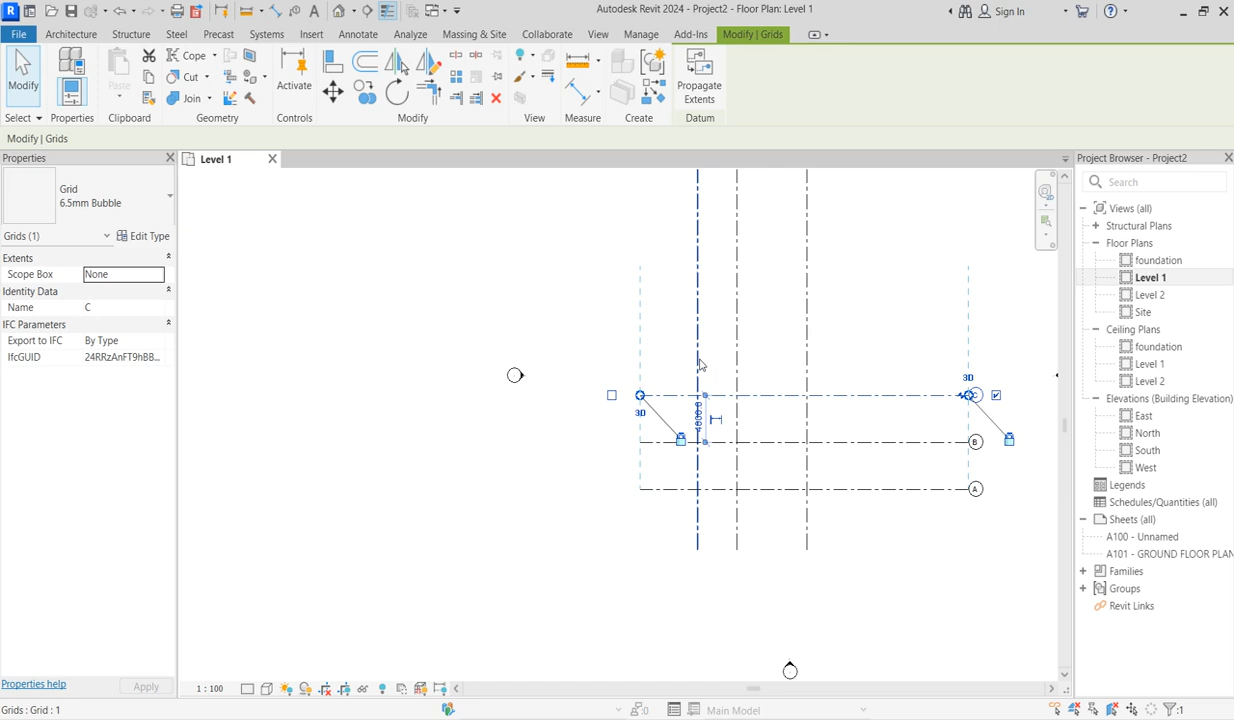 Autodesk Revit 2024 - Project2 - Floor Plan: Level 1
Sign In
File
Architecture
Structure
Steel
Precast
Systems
Insert
Annotate
Analyze
Massing & Site
Collaborate
View
Manage
Add-Ins
Modify | Grids
Modify
Paste
Cope
Cut
Join
Activate
Propagate
Extents
Select
Properties
Clipboard
Geometry
Controls
Modify
View
Measure
Create
Datum
Modify | Grids
Properties
Grid
6.5mm Bubble
Grids (1)
Edit Type
Extents
Scope Box
None
Identity Data
Name
C
IFC Parameters
Export to IFC
By Type
IfcGUID
24RRzAnFT9hBB...
Properties help
Apply
Level 1
3D
3D
C
B
A
1 : 100
:0
Main Model
:1
Grids : Grid : 1
Project Browser - Project2
Search
Views (all)
Structural Plans
Floor Plans
foundation
Level 1
Level 2
Site
Ceiling Plans
foundation
Level 1
Level 2
Elevations (Building Elevation)
East
North
South
West
Legends
Schedules/Quantities (all)
Sheets (all)
A100 - Unnamed
A101 - GROUND FLOOR PLAN
Families
Groups
Revit Links